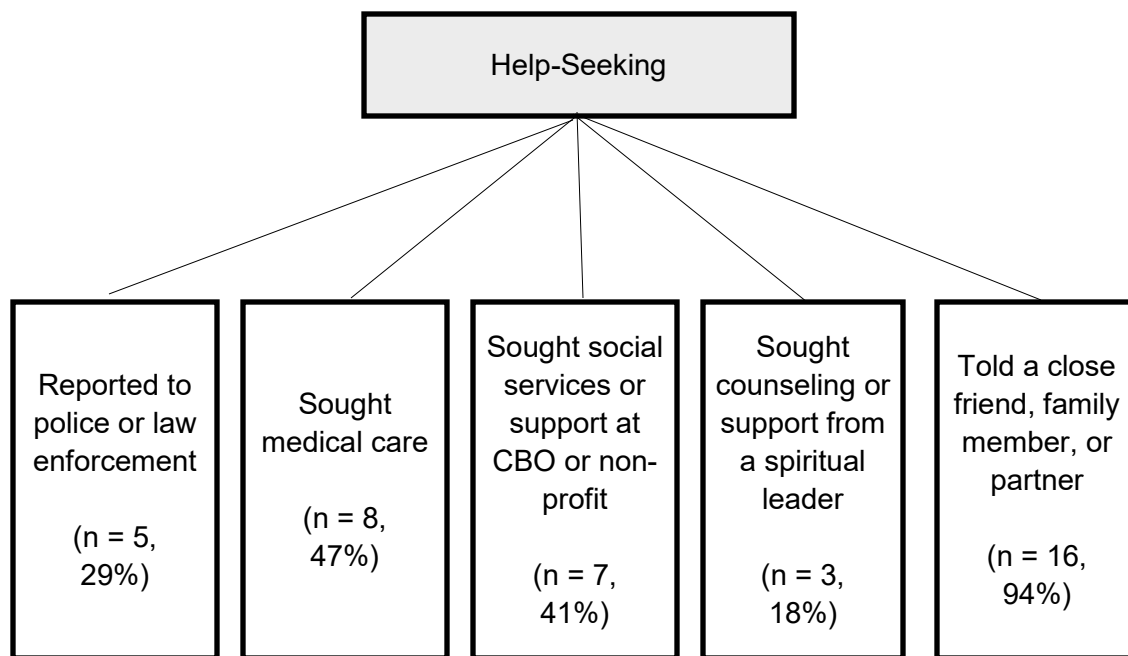 Help-Seeking
Reported to
police or law
enforcement
(n = 5,
29%)
Sought
medical care
(n = 8,
47%)
Sought social
services or
support at
CBO or non-
profit
(n = 7,
41%)
Sought
counseling or
support from
a spiritual
leader
(n = 3,
18%)
Told a close
friend, family
member, or
partner
(n = 16,
94%)